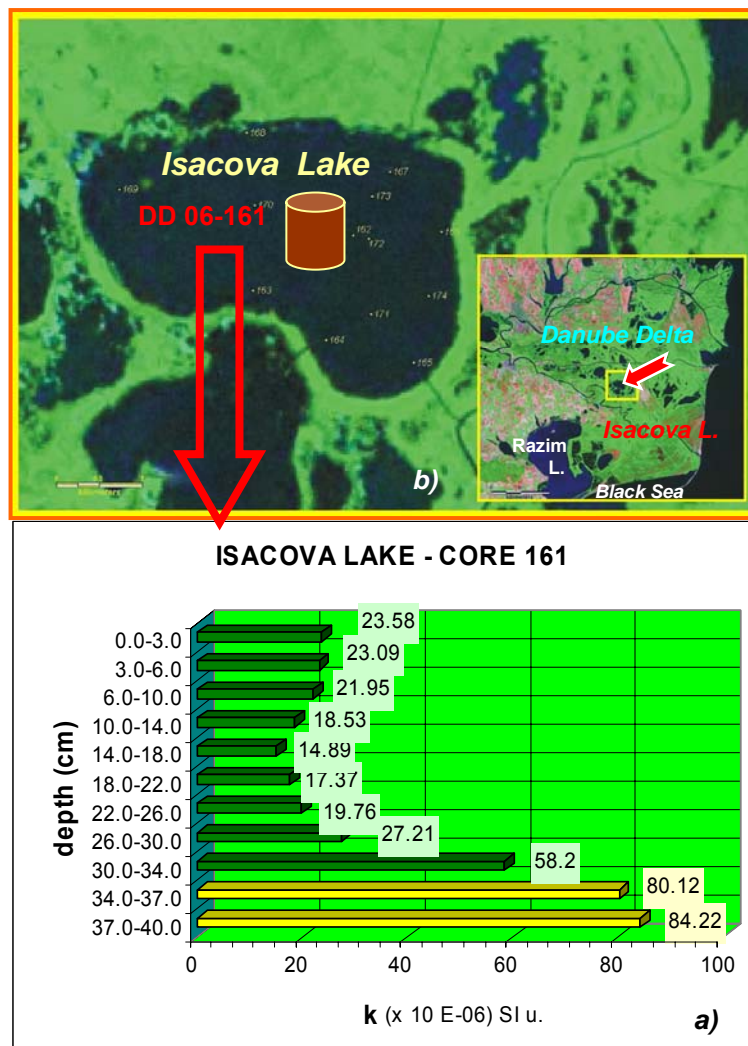 168
Isacova Lake
167
169
173
170
DD 06-161
162
172
163
174
171
164
165
b)
Danube Delta
Isacova L.
Razim
L.
Black Sea
ISACOVA LAKE - CORE 161
depth (cm)
0.0-3.0
3.0-6.0
6.0-10.0
10.0-14.0
14.0-18.0
18.0-22.0
22.0-26.0
26.0-30.0
30.0-34.0
34.0-37.0
37.0-40.0
23.58
23.09
21.95
18.53
14.89
17.37
19.76
27.21
58.2
80.12
84.22
0 20 40 60 80 100
k (x 10 E-06) SI u.
a)